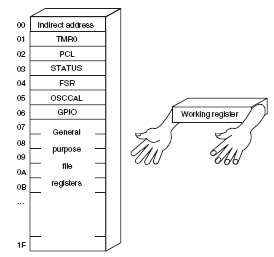 00 Indirect address
01 TMR0
02 PCL
03 STATUS
04 FSR
05 OSCCAL
06 GPIO
07 General
08 purpose
09 file
0A registers
0B
...
1F
Working register